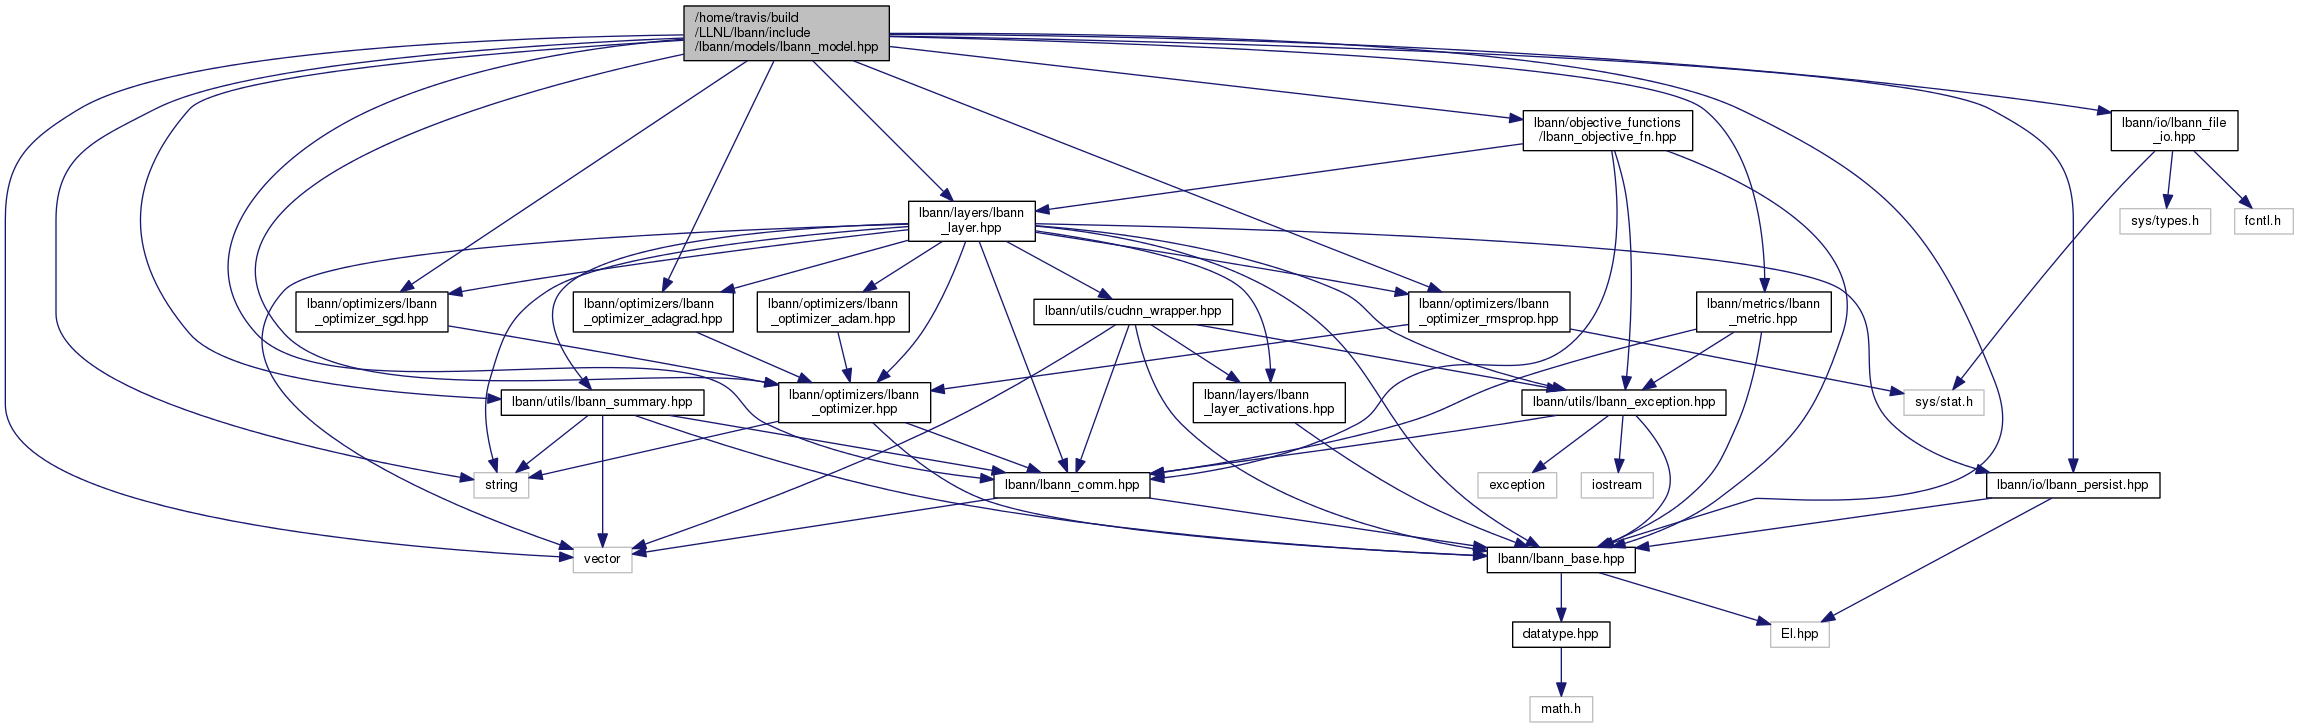 /home/travis/build
/LLNL/lbann/include
/lbann/models/lbann_model.hpp
lbann/objective_functions
/lbann_objective_fn.hpp
lbann/io/lbann_file
_io.hpp
lbann/layers/lbann
_layer.hpp
sys/types.h
fcntl.h
lbann/optimizers/lbann
_optimizer_sgd.hpp
lbann/optimizers/lbann
_optimizer_adagrad.hpp
lbann/optimizers/lbann
_optimizer_adam.hpp
lbann/utils/cudnn_wrapper.hpp
lbann/optimizers/lbann
_optimizer_rmsprop.hpp
lbann/metrics/lbann
_metric.hpp
lbann/utils/lbann_summary.hpp
lbann/optimizers/lbann
_optimizer.hpp
lbann/layers/lbann
_layer_activations.hpp
lbann/utils/lbann_exception.hpp
sys/stat.h
string
lbann/lbann_comm.hpp
exception
iostream
lbann/io/lbann_persist.hpp
vector
lbann/lbann_base.hpp
datatype.hpp
El.hpp
math.h